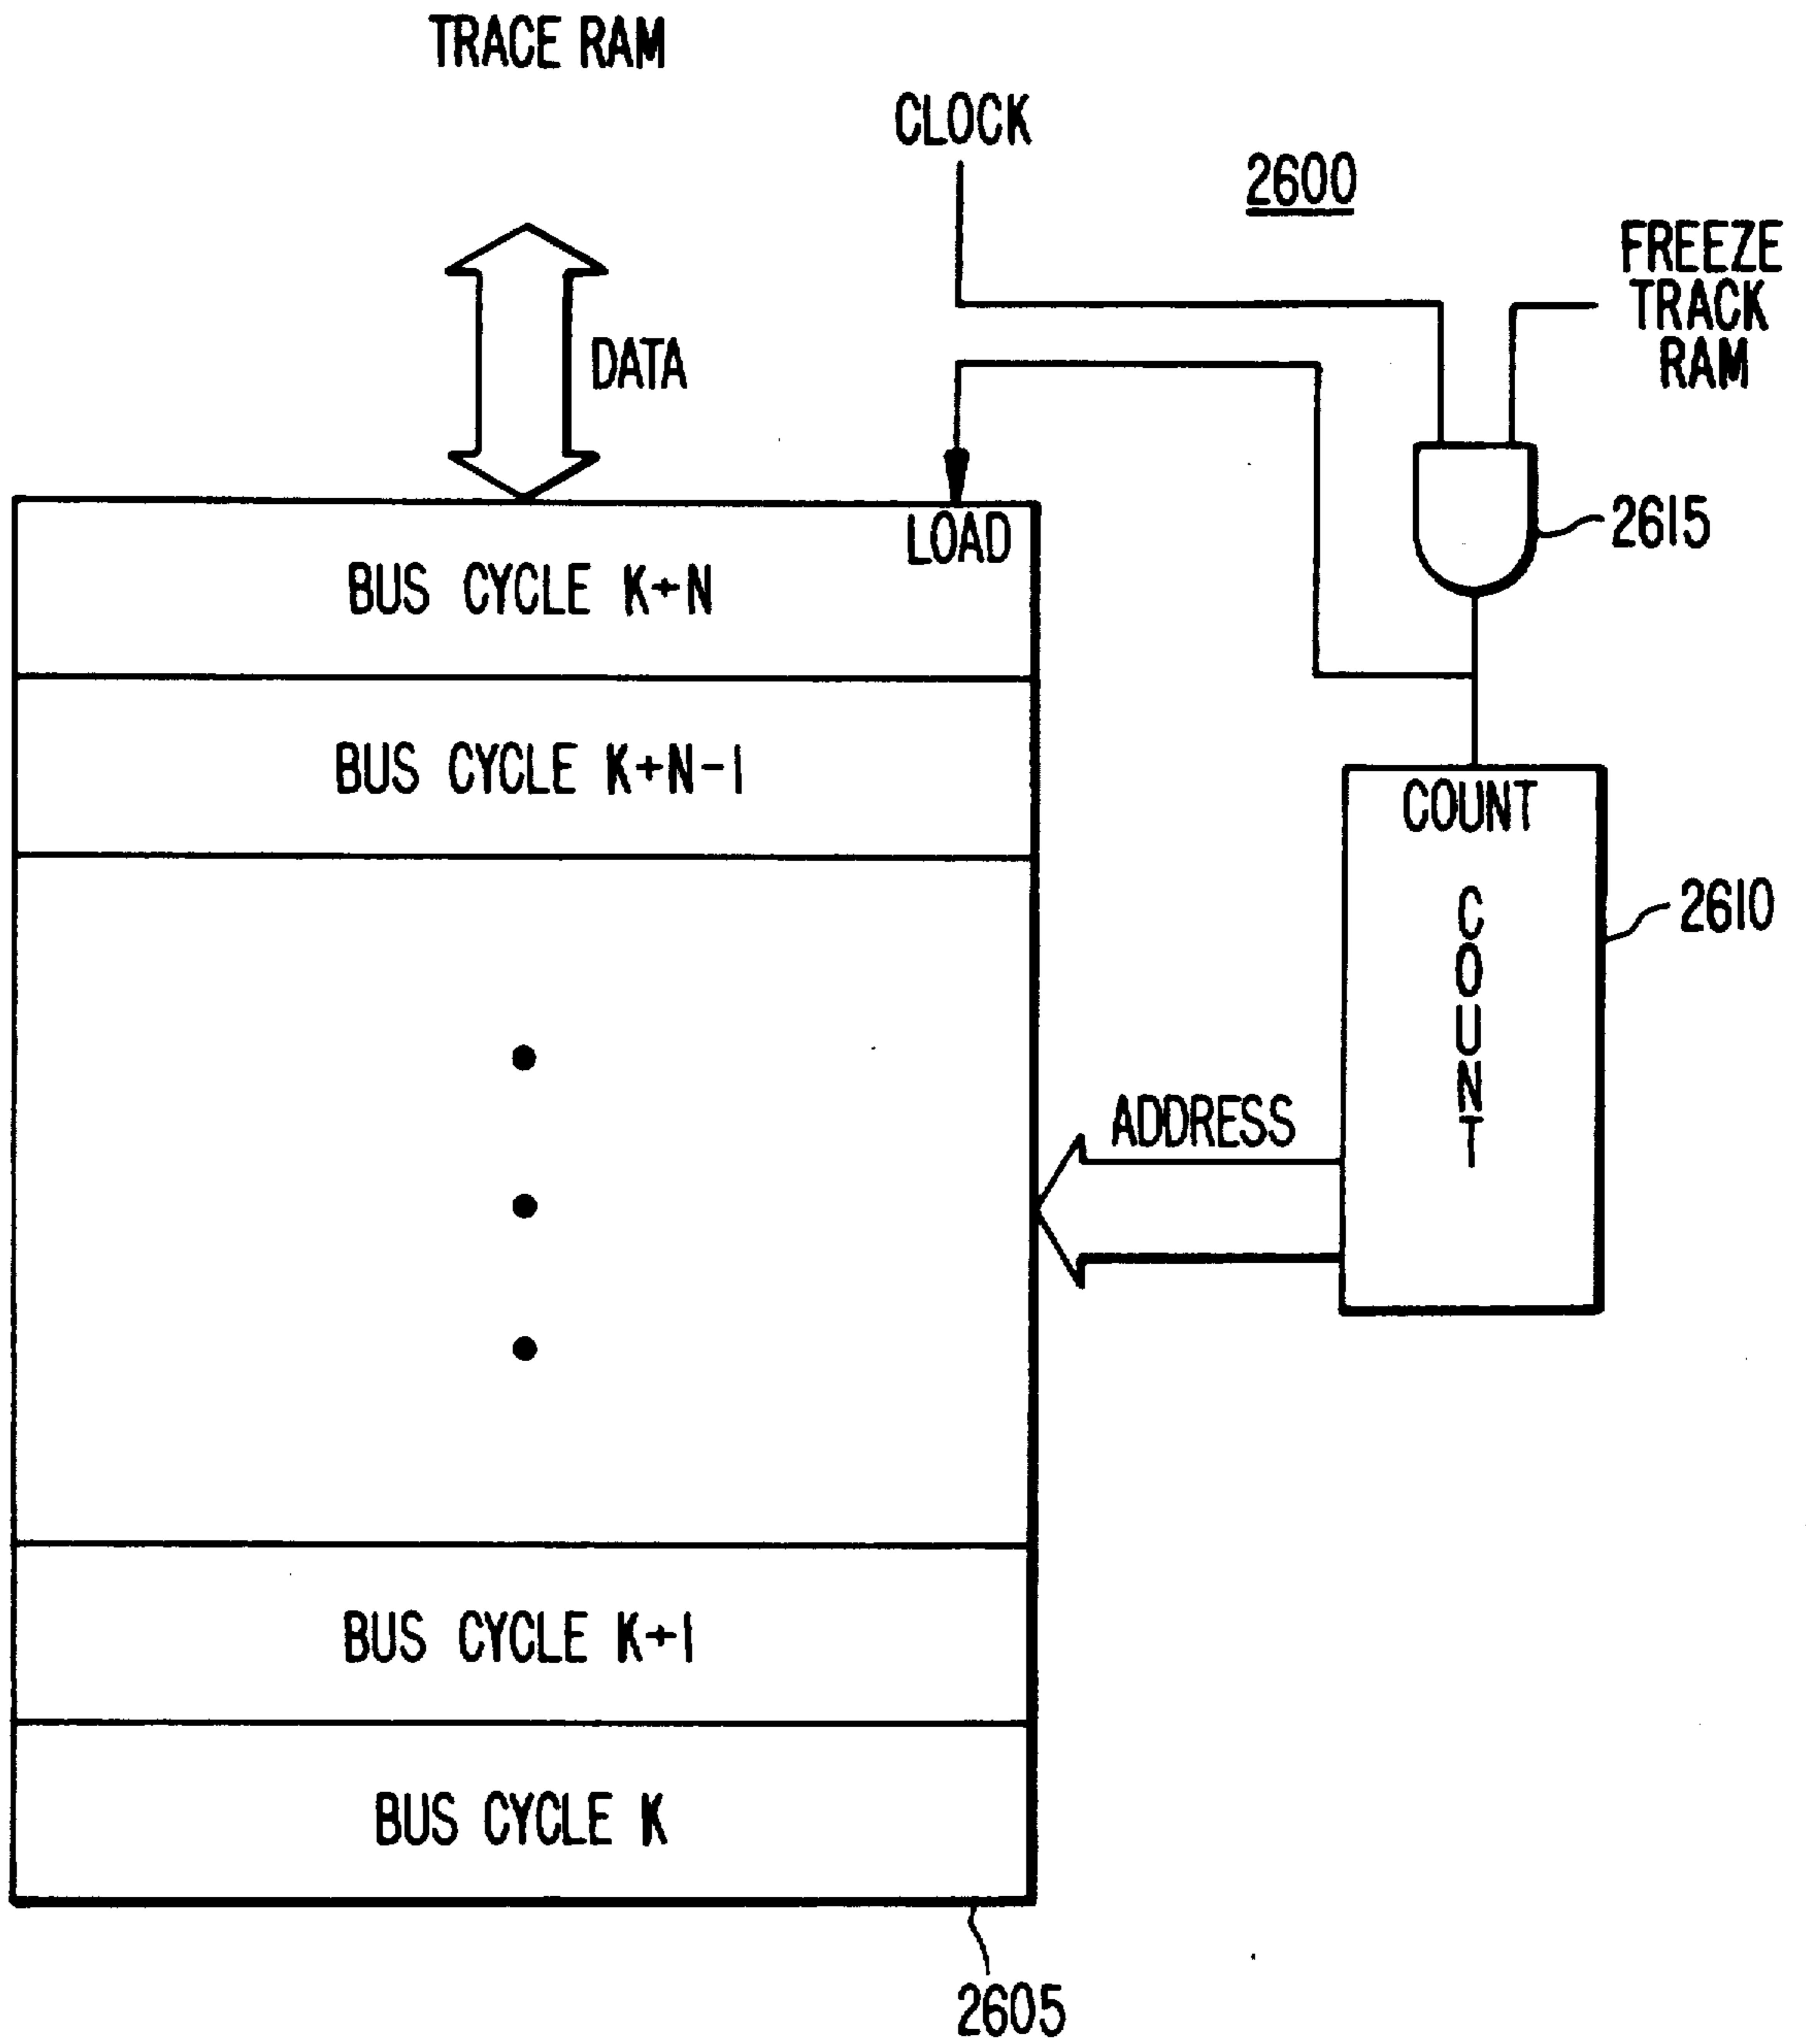 TRACE RAM
CLOCK
2600
FREEZE
TRACK
RAM
DATA
LOAD
2615
BUS CYCLE K+N
BUS CYCLE K+N-1
COUNT
2610
COUNT
ADDRESS
BUS CYCLE K+1
BUS CYCLE K
2605